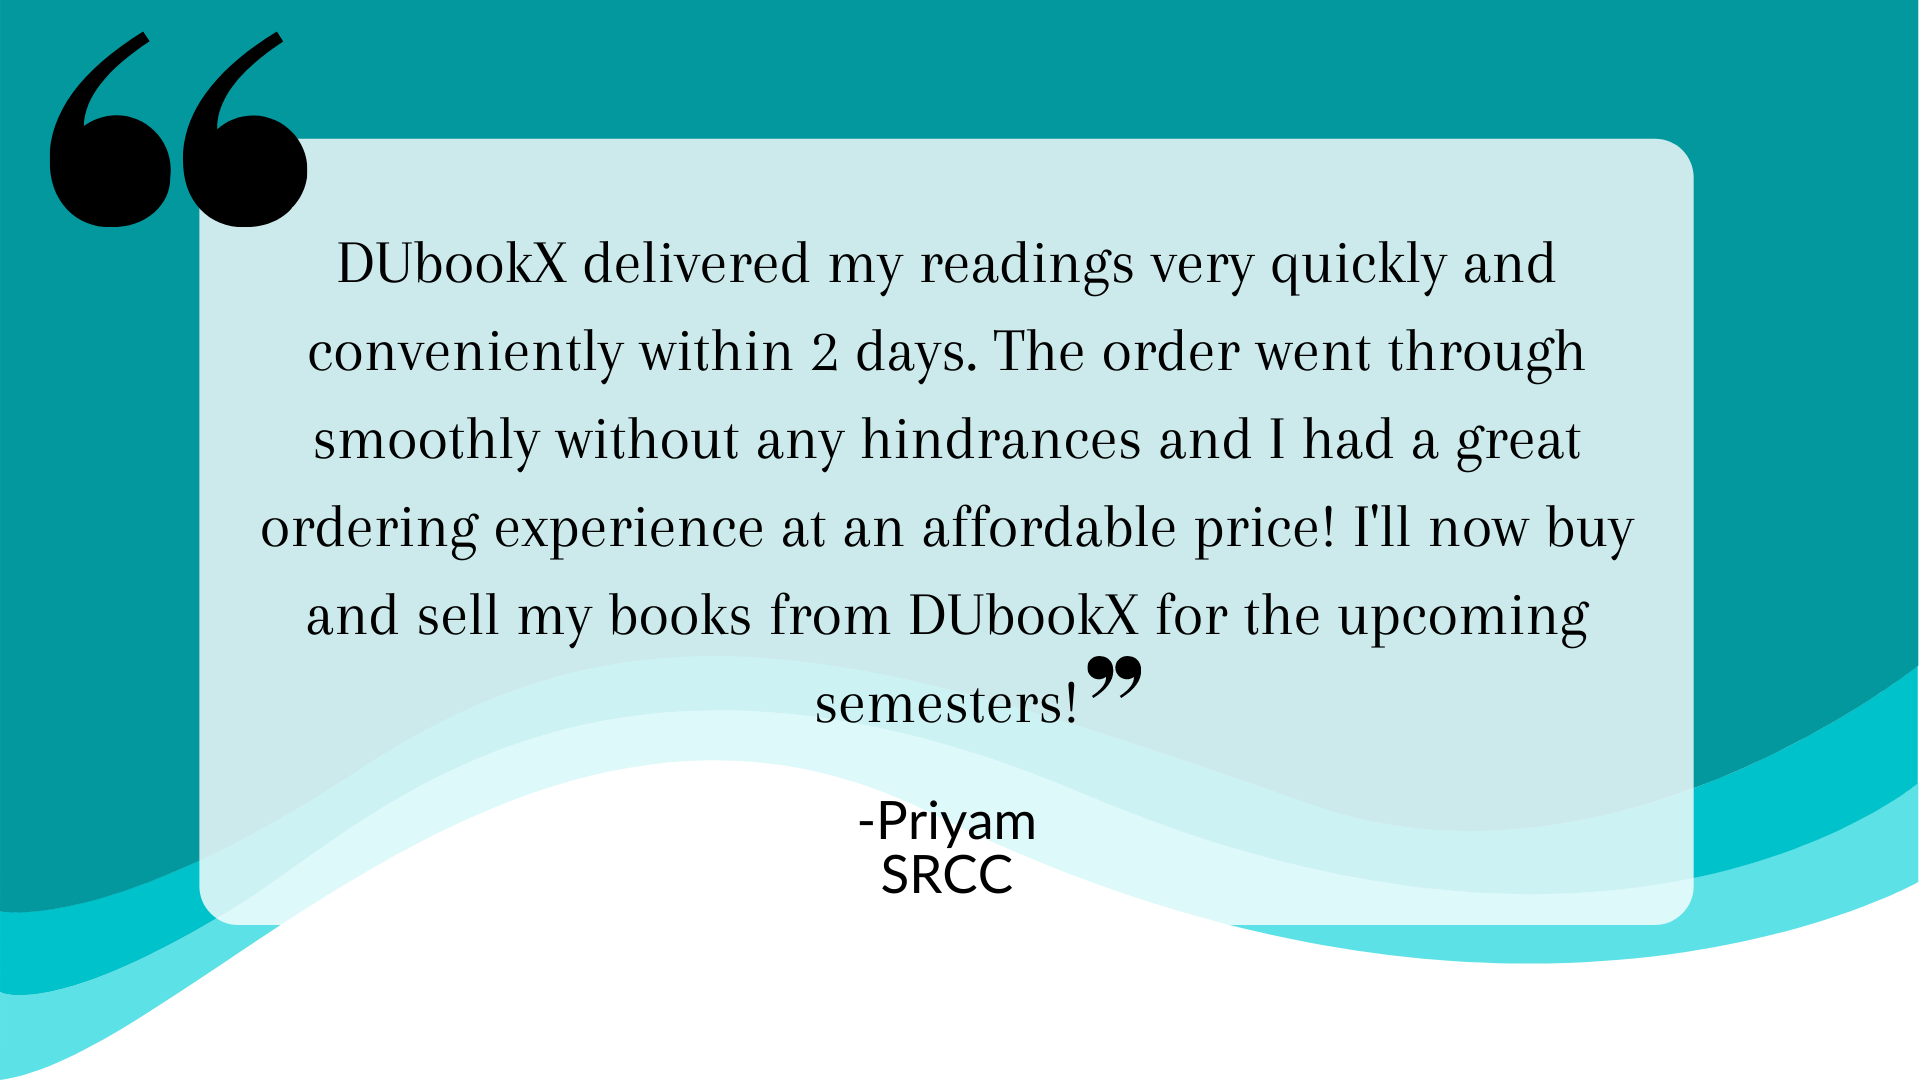 “
DUbookX delivered my readings very quickly and
conveniently within 2 days. The order went through
smoothly without any hindrances and I had a great
ordering experience at an affordable price! I'll now buy
and sell my books from DUbookX for the upcoming
semesters!”
-Priyam
SRCC